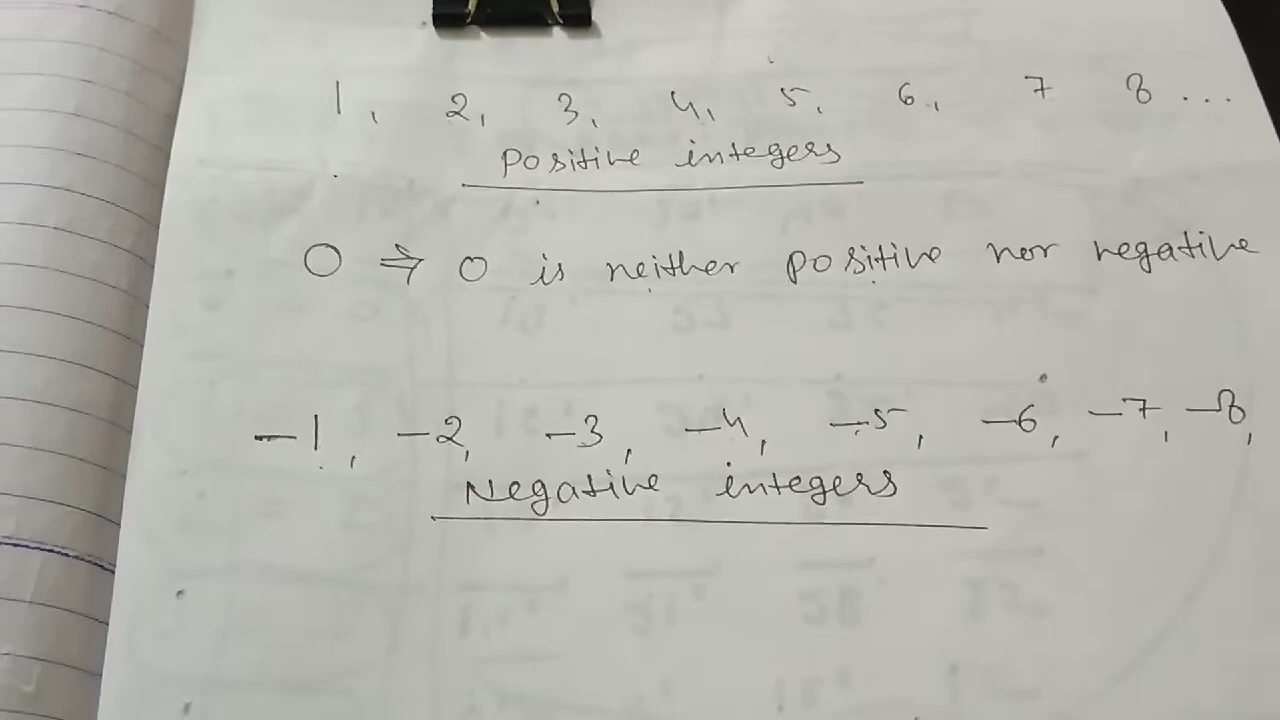 1, 2, 3, 4, 5, 6, 7 8 ...
Positive integers
0 ⇒ 0 is neither positive nor negative
-1, -2, -3, -4, -5, -6, -7, -8,
Negative integers